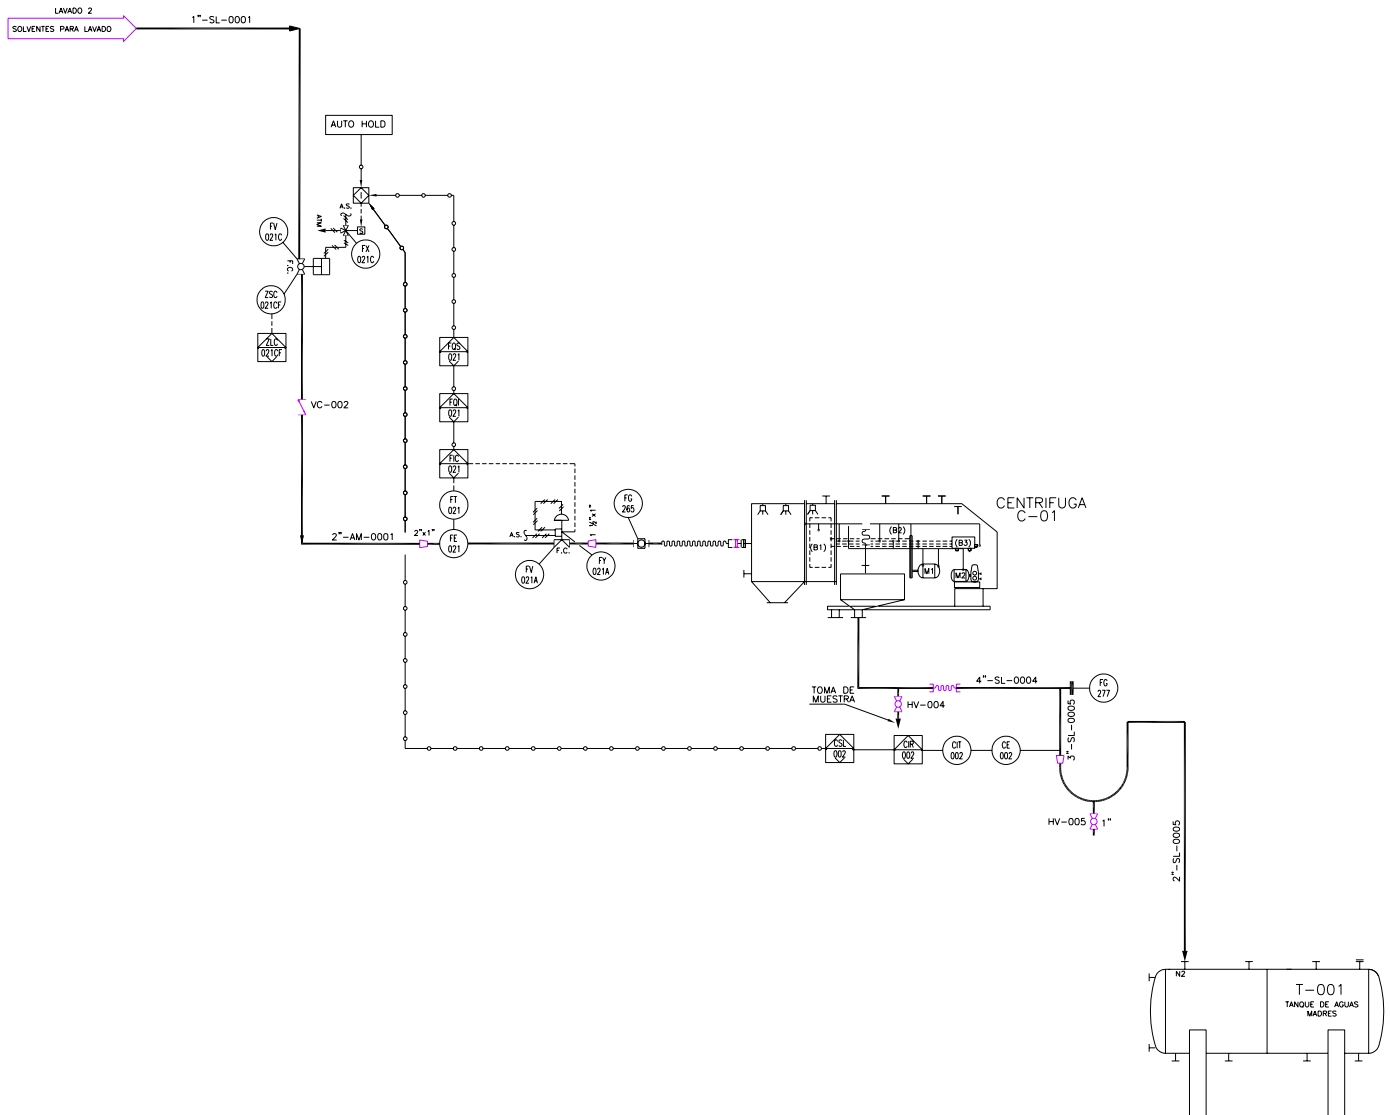 LAVADO 2
SOLVENTES PARA LAVADO
1"-SL-0001
AUTO HOLD
I
A.S.
ATM
S
FV
021C
FX
021C
F.C.
ZSC
021CF
ZLC
021CF
FQS
021
VC-002
FQI
021
FIC
021
FT
021
FG
265
2"-AM-0001
2"x1"
FE
021
A.S.
F.C.
1 ½"x1"
FV
021A
FY
021A
CENTRIFUGA
C-01
(B1)
(B2)
(B3)
M1
M2
4"-SL-0004
FG
277
TOMA DE
MUESTRA
HV-004
3"-SL-0005
CSL
002
CIR
002
CIT
002
CE
002
HV-005
1"
2"-SL-0005
N2
T-001
TANQUE DE AGUAS
MADRES